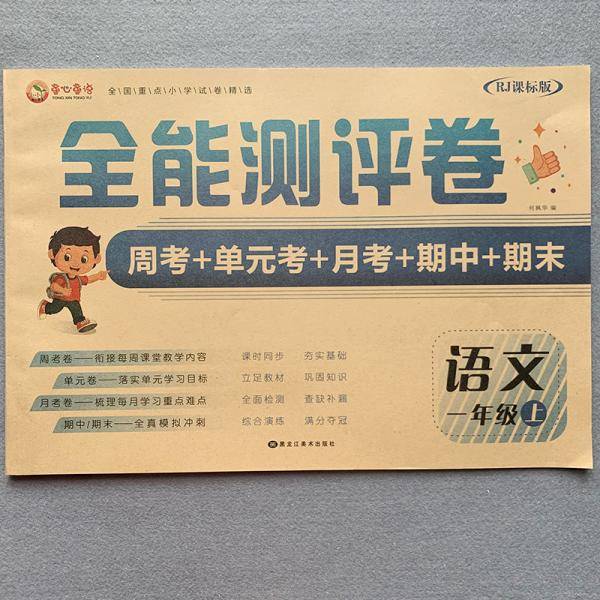 童心童语
TONG XIN TONG YU
全\国\重\点\小\学\试\卷\精\选
RJ课标版
全能测评卷
何佩华 编
周考+单元考+月考+期中+期末
周考卷——衔接每周课堂教学内容 课时同步 夯实基础
单元卷——落实单元学习目标 立足教材 巩固知识
月考卷——梳理每月学习重点难点 全面检测 查缺补漏
期中/期末——全真模拟冲刺 综合演练 满分夺冠
语文
一年级 上
黑龙江美术出版社